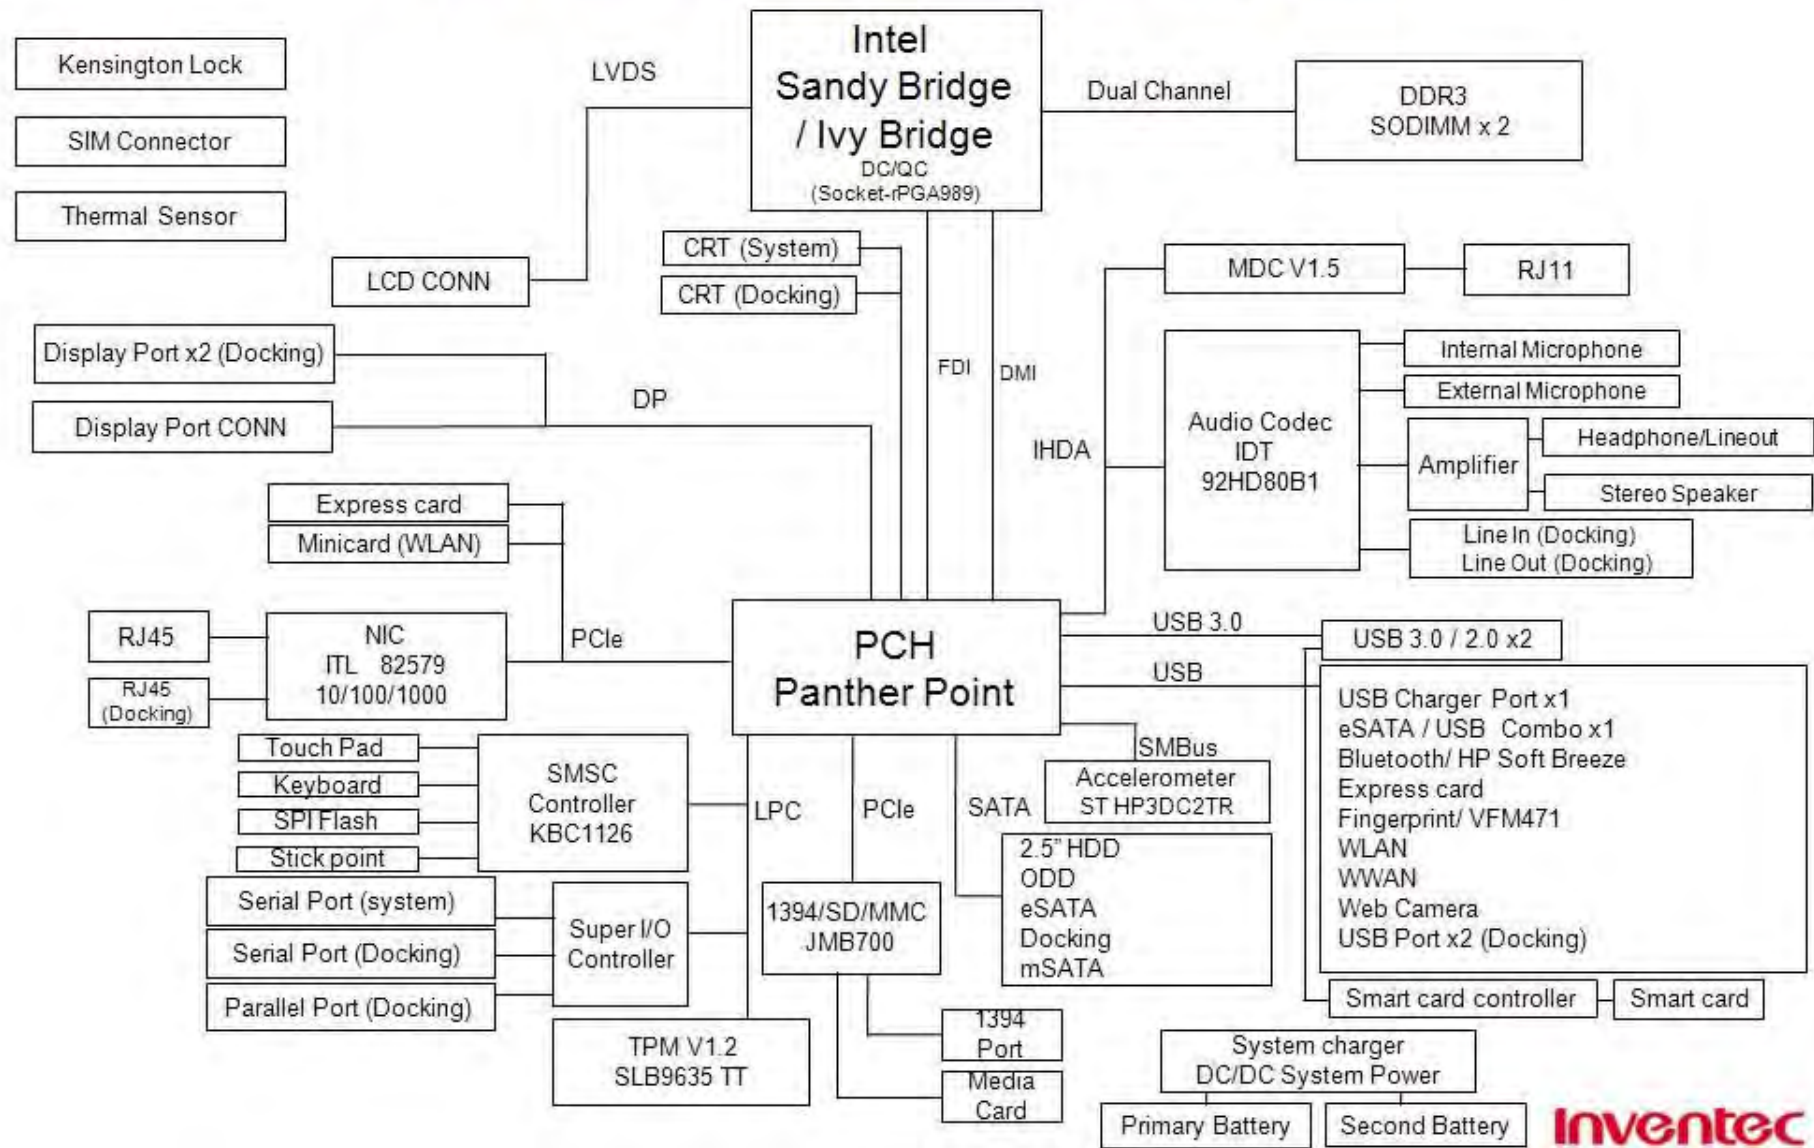 Intel
Sandy Bridge
/ Ivy Bridge
DC/QC
(Socket-rPGA989)
Kensington Lock
SIM Connector
Thermal Sensor
LVDS
Dual Channel
DDR3
SODIMM x 2
LCD CONN
CRT (System)
CRT (Docking)
MDC V1.5
RJ11
Display Port x2 (Docking)
Display Port CONN
DP
FDI
DMI
IHDA
Audio Codec
IDT
92HD80B1
Internal Microphone
External Microphone
Amplifier
Headphone/Lineout
Stereo Speaker
Line In (Docking)
Line Out (Docking)
Express card
Minicard (WLAN)
RJ45
RJ45
(Docking)
NIC
ITL 82579
10/100/1000
PCIe
PCH
Panther Point
USB 3.0
USB 3.0 / 2.0 x2
USB
USB Charger Port x1
eSATA / USB Combo x1
Bluetooth/ HP Soft Breeze
Express card
Fingerprint/ VFM471
WLAN
WWAN
Web Camera
USB Port x2 (Docking)
Touch Pad
Keyboard
SPI Flash
Stick point
SMSC
Controller
KBC1126
LPC
PCIe
SATA
SMBus
Accelerometer
ST HP3DC2TR
2.5" HDD
ODD
eSATA
Docking
mSATA
Serial Port (system)
Serial Port (Docking)
Parallel Port (Docking)
Super I/O
Controller
1394/SD/MMC
JMB700
Smart card controller
Smart card
TPM V1.2
SLB9635 TT
1394
Port
Media
Card
System charger
DC/DC System Power
Primary Battery
Second Battery
Inventec